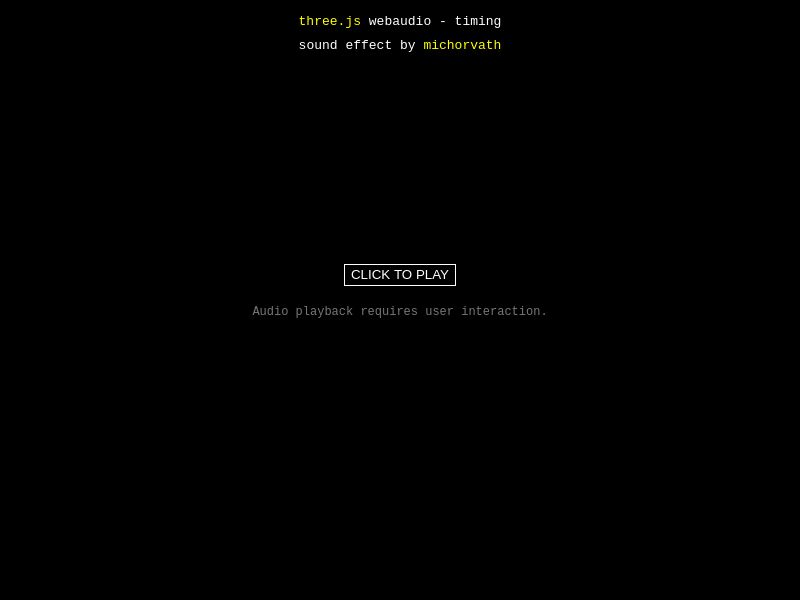 three.js webaudio - timing
sound effect by michorvath
CLICK TO PLAY
Audio playback requires user interaction.